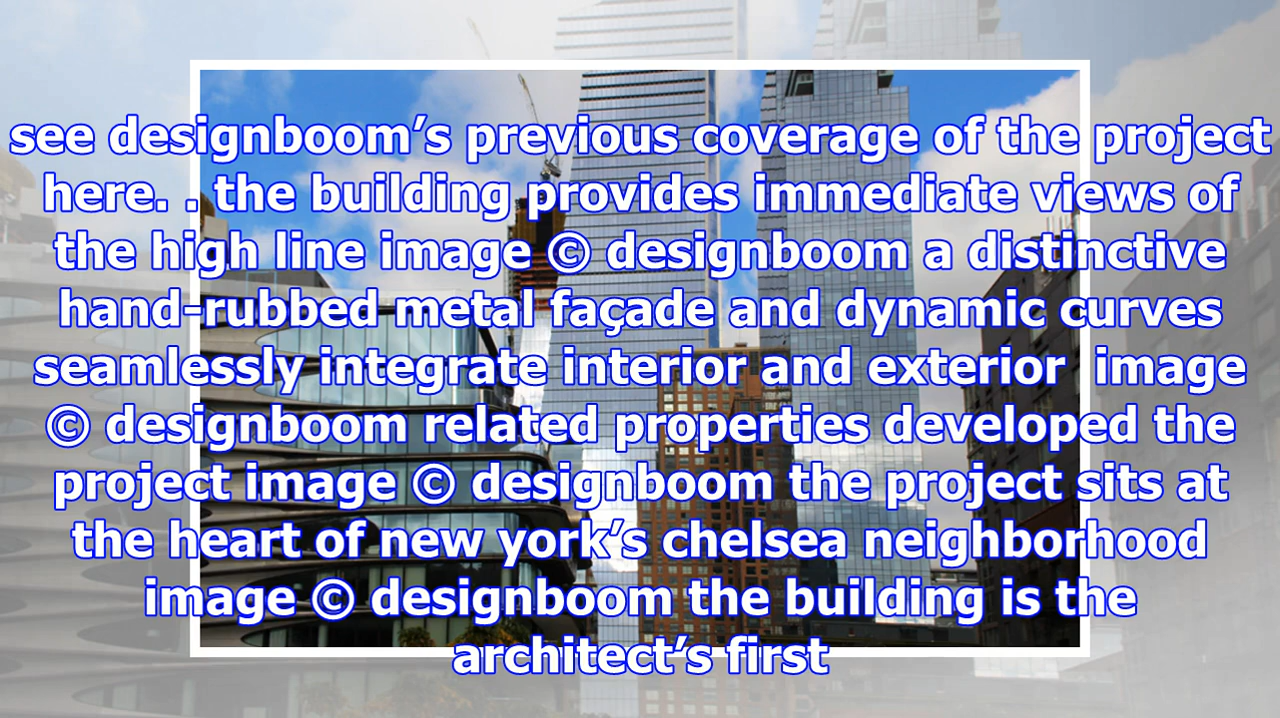 see designboom’s previous coverage of the project
here. . the building provides immediate views of
the high line image © designboom a distinctive
hand-rubbed metal façade and dynamic curves
seamlessly integrate interior and exterior  image
© designboom related properties developed the
project image © designboom the project sits at
the heart of new york’s chelsea neighborhood
image © designboom the building is the
architect’s first